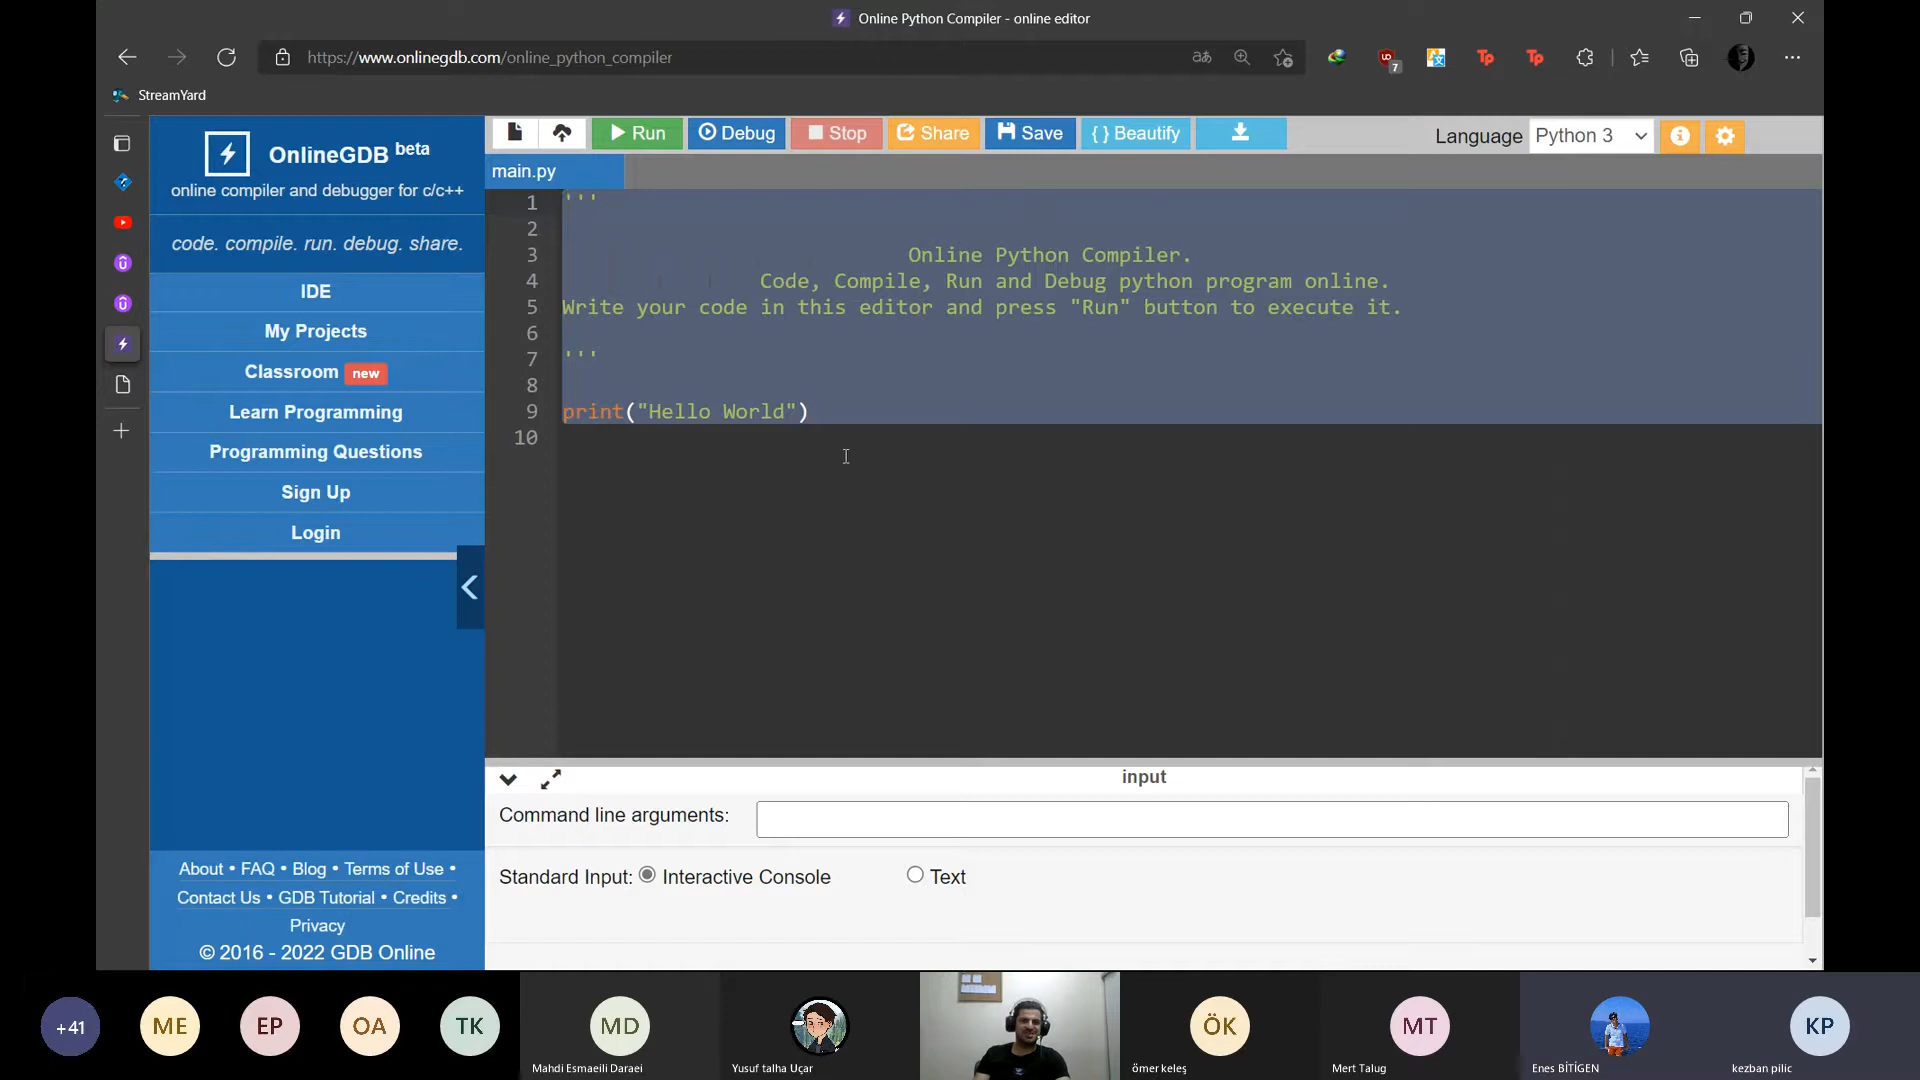 Online Python Compiler - online editor
https://www.onlinegdb.com/online_python_compiler
aあ
7
Tp
Tp
StreamYard
OnlineGDB beta
online compiler and debugger for c/c++
code. compile. run. debug. share.
IDE
My Projects
Classroom new
Learn Programming
Programming Questions
Sign Up
Login
About • FAQ • Blog • Terms of Use •
Contact Us • GDB Tutorial • Credits •
Privacy
© 2016 - 2022 GDB Online
Run
Debug
Stop
Share
Save
{ } Beautify
Language
Python 3
main.py
1 '''
2
3 Online Python Compiler.
4 Code, Compile, Run and Debug python program online.
5 Write your code in this editor and press "Run" button to execute it.
6
7 '''
8
9 print("Hello World")
10
input
Command line arguments:
Standard Input: Interactive Console Text
+41
ME
EP
OA
TK
MD
Mahdi Esmaeili Daraei
Yusuf talha Uçar
ÖK
ömer keleş
MT
Mert Talug
Enes BİTİGEN
KP
kezban pilic